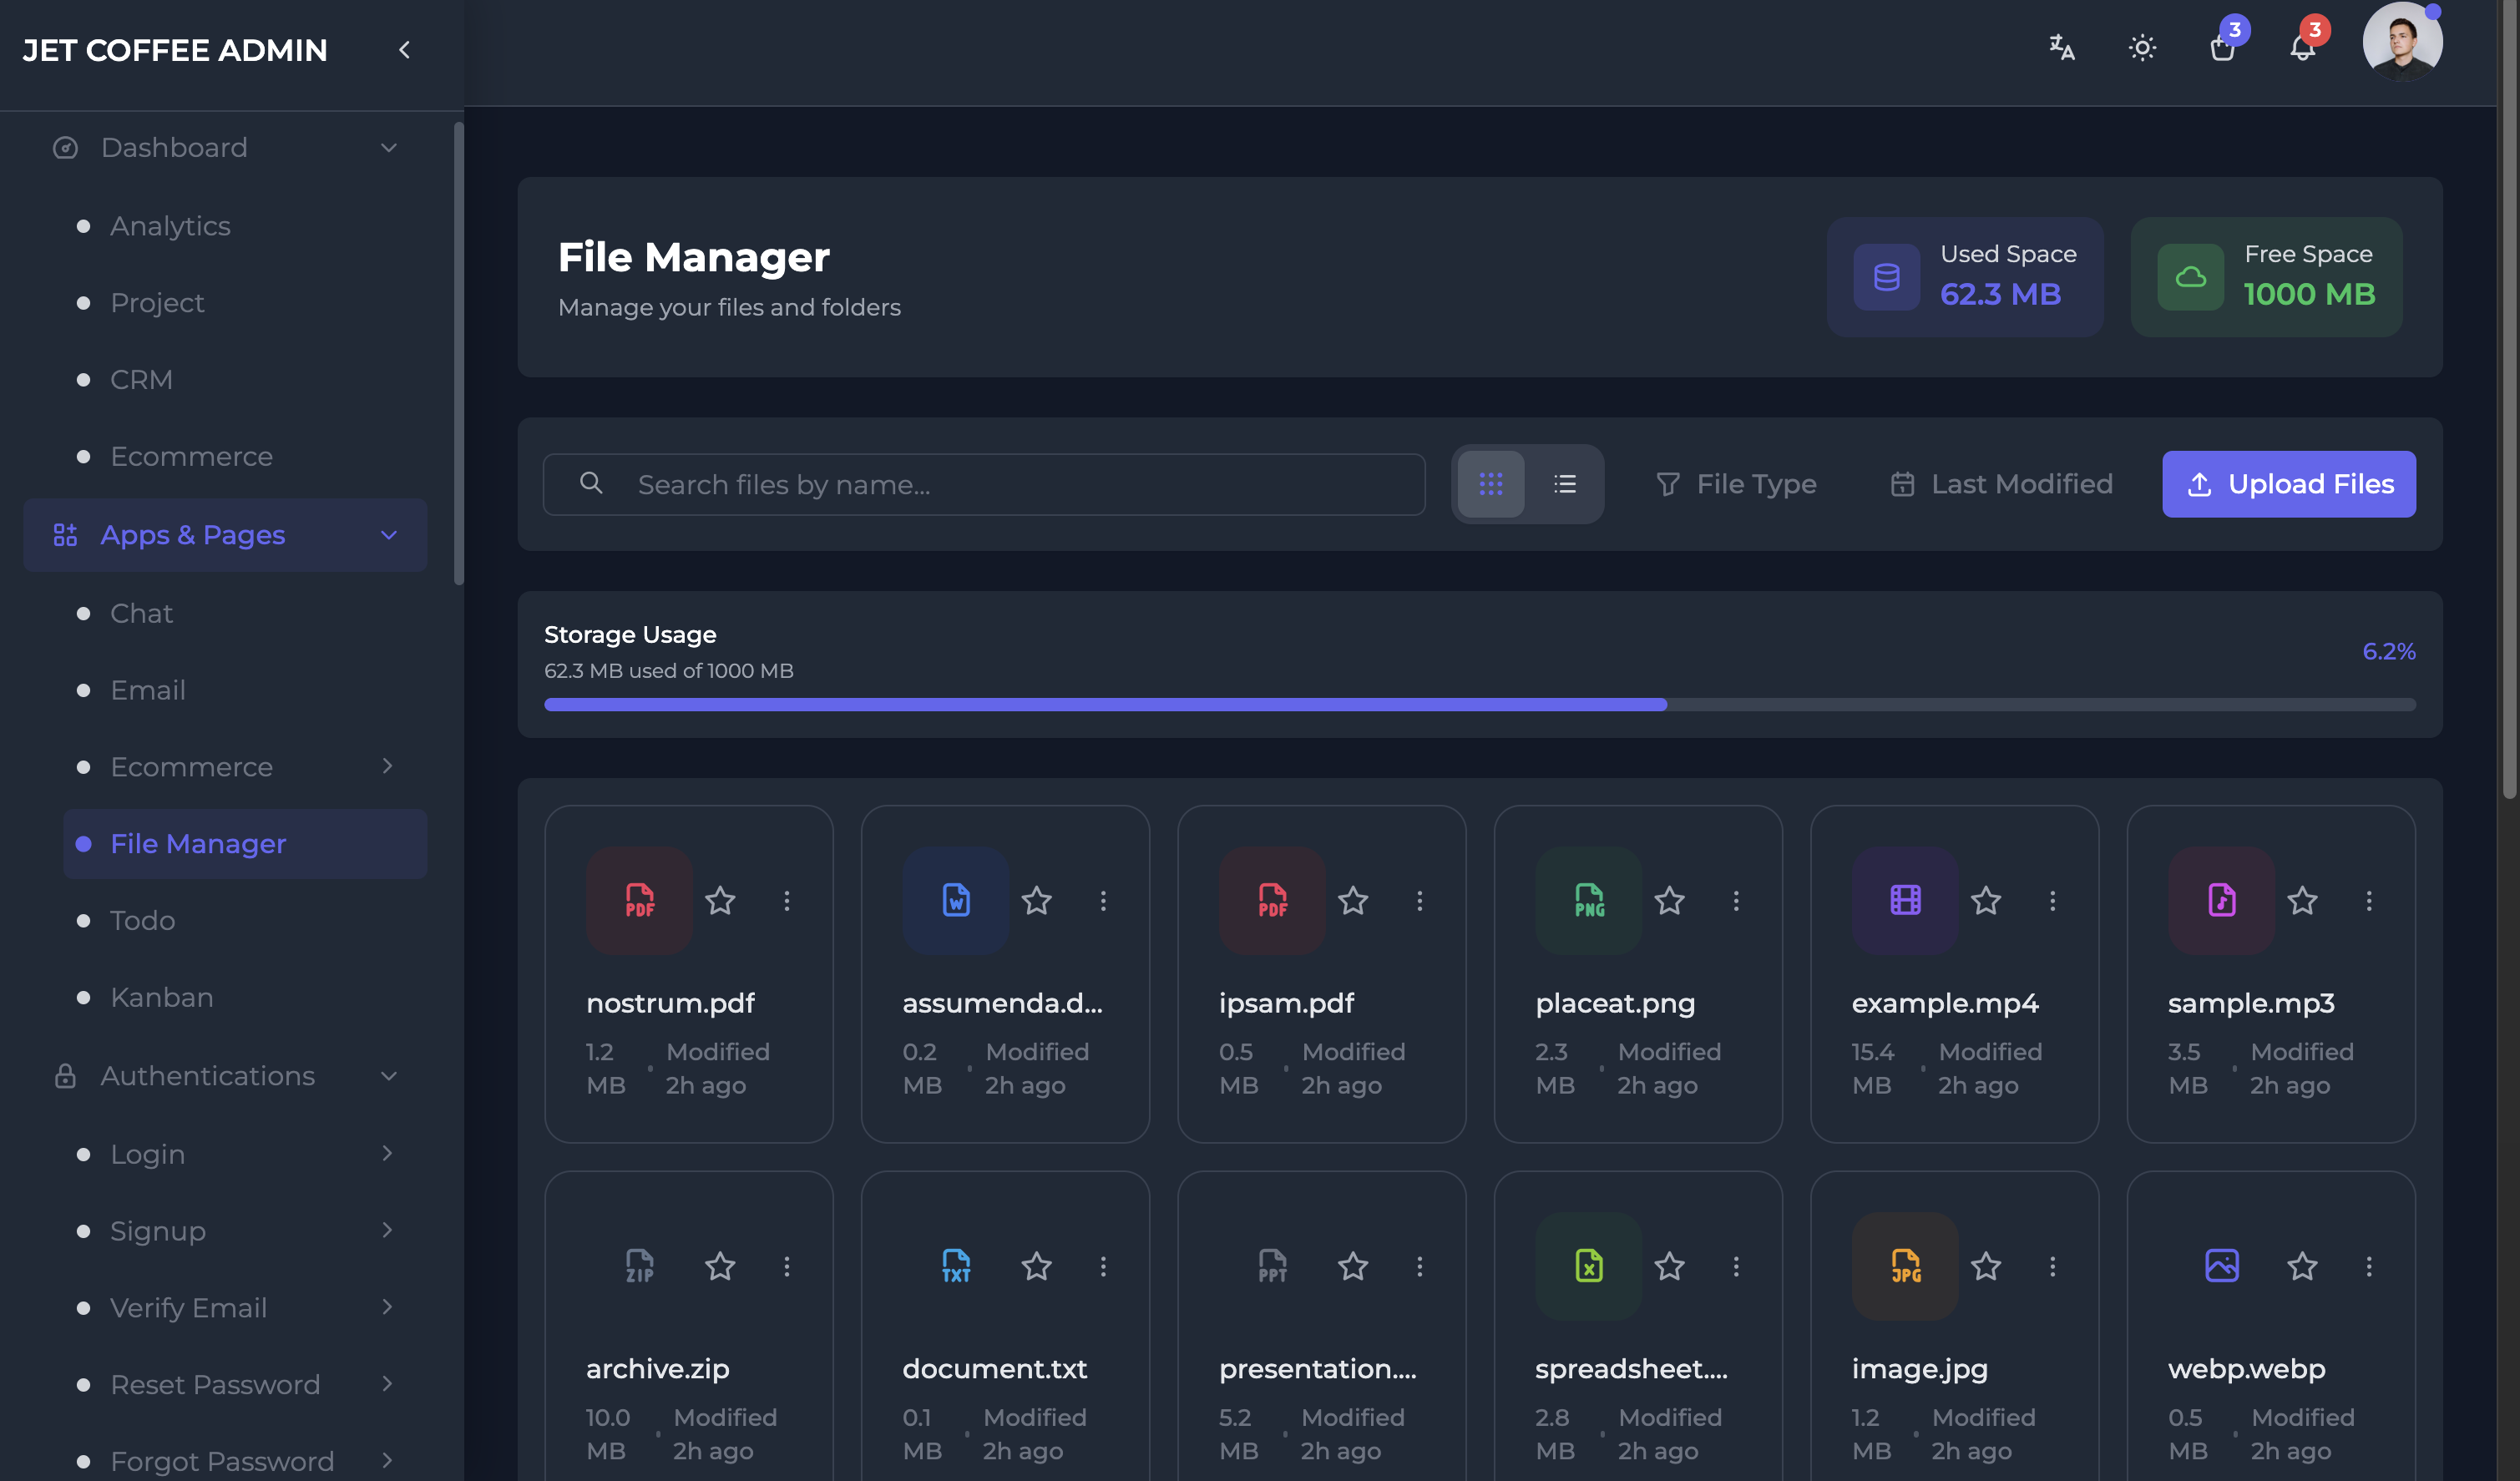 JET COFFEE ADMIN
3
3
Dashboard
Analytics
Project
CRM
Ecommerce
Apps & Pages
Chat
Email
Ecommerce
File Manager
Todo
Kanban
Authentications
Login
Signup
Verify Email
Reset Password
Forgot Password
File Manager
Manage your files and folders
Used Space
62.3 MB
Free Space
1000 MB
Search files by name...
File Type
Last Modified
Upload Files
Storage Usage
62.3 MB used of 1000 MB
6.2%
PDF
nostrum.pdf
1.2 MB
Modified 2h ago
W
assumenda.d...
0.2 MB
Modified 2h ago
PDF
ipsam.pdf
0.5 MB
Modified 2h ago
PNG
placeat.png
2.3 MB
Modified 2h ago
example.mp4
15.4 MB
Modified 2h ago
sample.mp3
3.5 MB
Modified 2h ago
ZIP
archive.zip
10.0 MB
Modified 2h ago
TXT
document.txt
0.1 MB
Modified 2h ago
PPT
presentation....
5.2 MB
Modified 2h ago
X
spreadsheet....
2.8 MB
Modified 2h ago
JPG
image.jpg
1.2 MB
Modified 2h ago
webp.webp
0.5 MB
Modified 2h ago